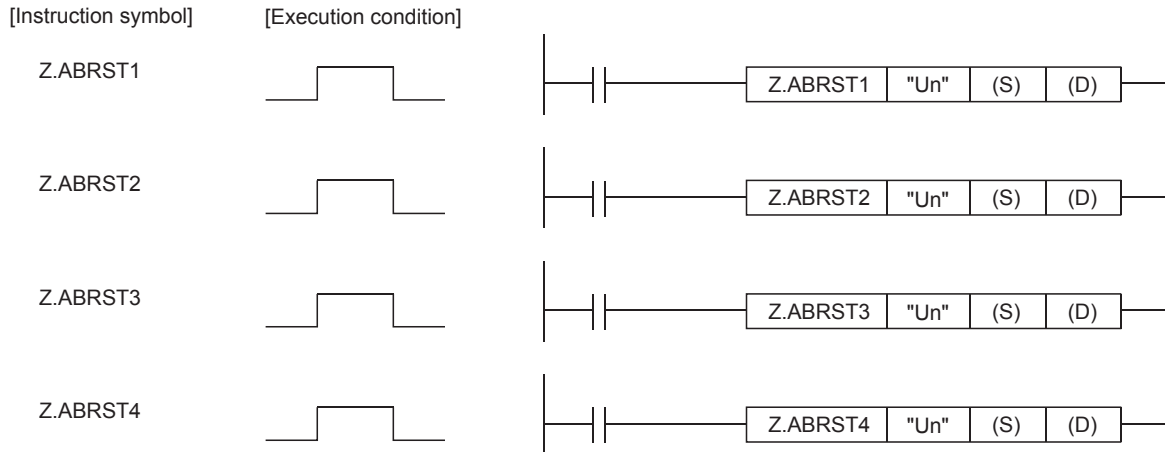 [Instruction symbol] [Execution condition]
Z.ABRST1 Z.ABRST1 "Un" (S) (D)
Z.ABRST2 Z.ABRST2 "Un" (S) (D)
Z.ABRST3 Z.ABRST3 "Un" (S) (D)
Z.ABRST4 Z.ABRST4 "Un" (S) (D)